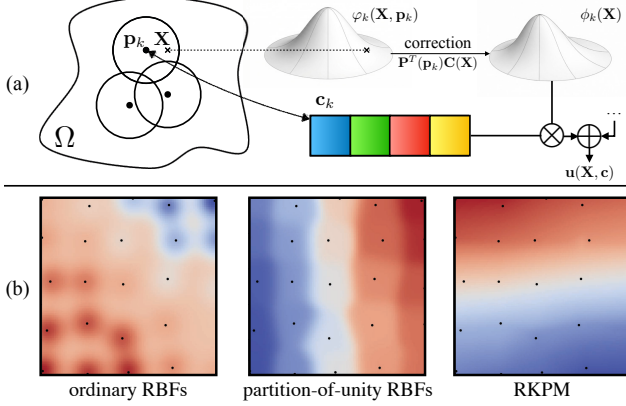 (a)
Ω
p_k
X
φ_k(X, p_k)
correction
P^T(p_k)C(X)
ϕ_k(X)
c_k
...
u(X, c)
(b)
ordinary RBFs
partition-of-unity RBFs
RKPM